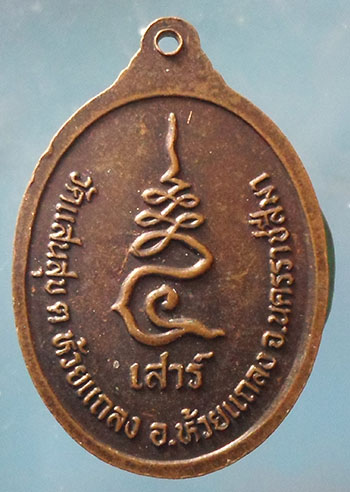 วัดแสนสุข ต ห้วยแถลง อ.ห้วยแถลง จ.นครราชสีมา
เสาร์ ๕